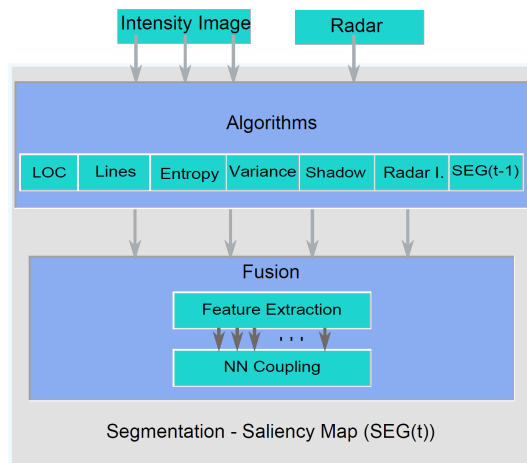 Intensity Image
Radar
Algorithms
LOC
Lines
Entropy
Variance
Shadow
Radar I.
SEG(t-1)
Fusion
Feature Extraction
' ' '
NN Coupling
Segmentation - Saliency Map (SEG(t))